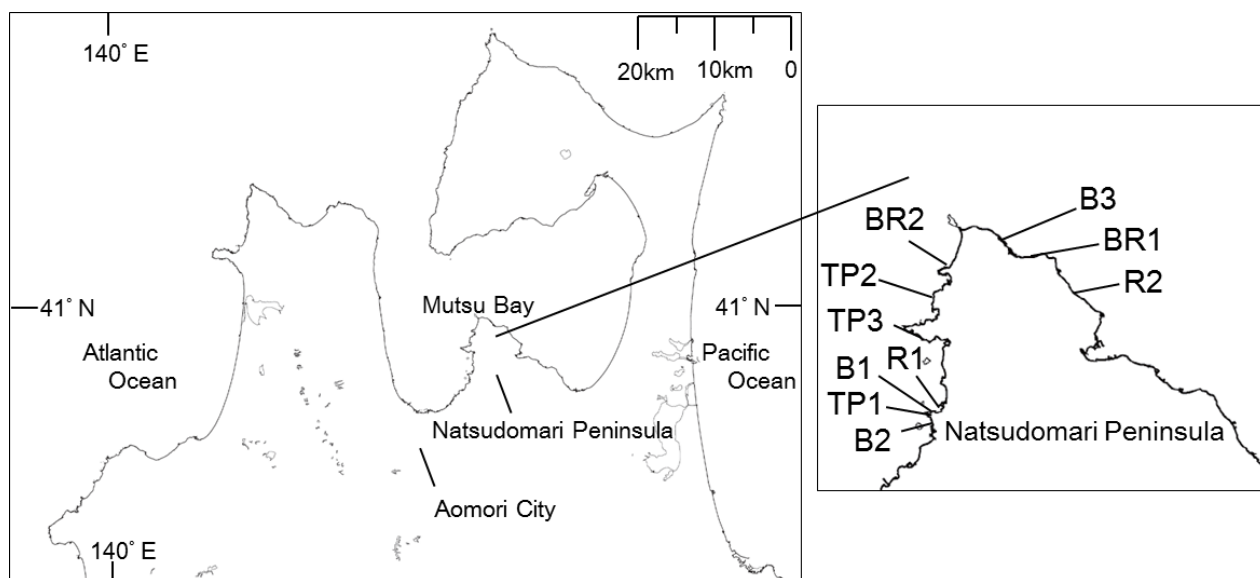 140° E
20km 10km 0
41° N
Mutsu Bay
41° N
Atlantic
Ocean
Pacific
Ocean
Natsudomari Peninsula
Aomori City
140° E
B3
BR2
BR1
TP2
R2
TP3
R1
B1
TP1
B2
Natsudomari Peninsula